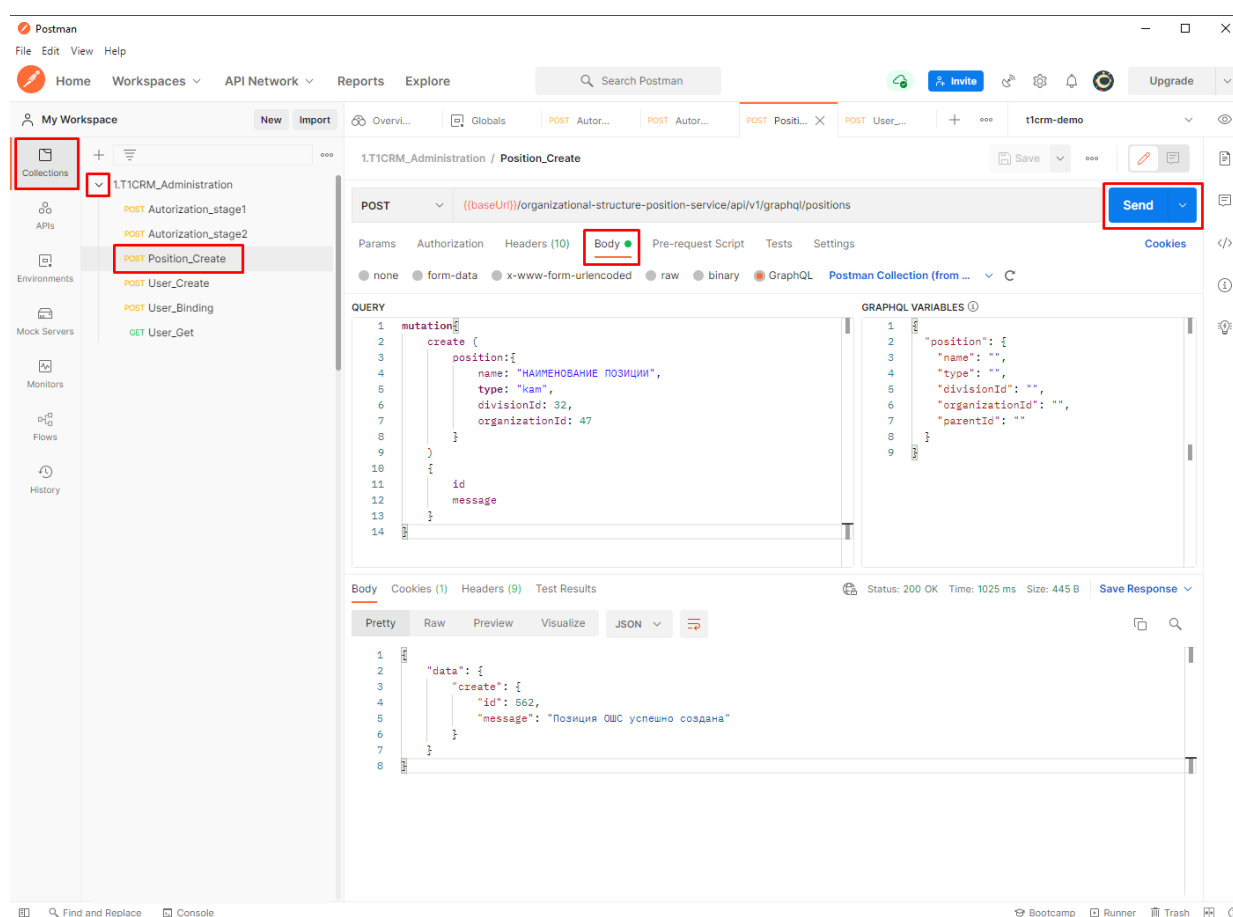 Postman
File Edit View Help
Home Workspaces API Network Reports Explore Search Postman Invite Upgrade
My Workspace New Import Overvi... Globals POST Autor... POST Autor... POST Positi... POST User_... t1crm-demo
Collections
APIs
Environments
Mock Servers
Monitors
Flows
History
1.T1CRM_Administration
POST Autorization_stage1
POST Autorization_stage2
POST Position_Create
POST User_Create
POST User_Binding
GET User_Get
1.T1CRM_Administration / Position_Create Save
POST {{baseUrl}}/organizational-structure-position-service/api/v1/graphql/positions Send
Params Authorization Headers (10) Body Pre-request Script Tests Settings Cookies
none form-data x-www-form-urlencoded raw binary GraphQL Postman Collection (from ...
QUERY
1 mutation{
2 create (
3 position:{
4 name: "НАИМЕНОВАНИЕ ПОЗИЦИИ",
5 type: "kam",
6 divisionId: 32,
7 organizationId: 47
8 }
9 )
10 {
11 id
12 message
13 }
14 }
GRAPHQL VARIABLES
1 {
2 "position": {
3 "name": "",
4 "type": "",
5 "divisionId": "",
6 "organizationId": "",
7 "parentId": ""
8 }
9 }
Body Cookies (1) Headers (9) Test Results Status: 200 OK Time: 1025 ms Size: 445 B Save Response
Pretty Raw Preview Visualize JSON
1 {
2 "data": {
3 "create": {
4 "id": 562,
5 "message": "Позиция ОШС успешно создана"
6 }
7 }
8 }
Find and Replace Console Bootcamp Runner Trash